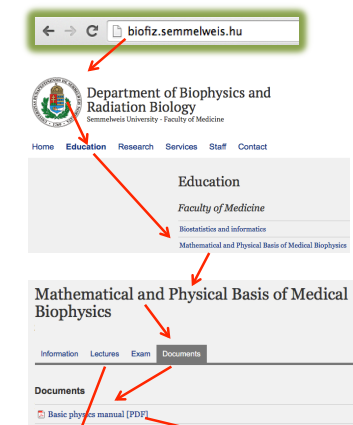 biofiz.semmelweis.hu
Department of Biophysics and
Radiation Biology
Semmelweis University - Faculty of Medicine
Home Education Research Services Staff Contact
Education
Faculty of Medicine
Biostatistics and informatics
Mathematical and Physical Basis of Medical Biophysics
Mathematical and Physical Basis of Medical
Biophysics
Information Lectures Exam Documents
Documents
Basic physics manual [PDF]